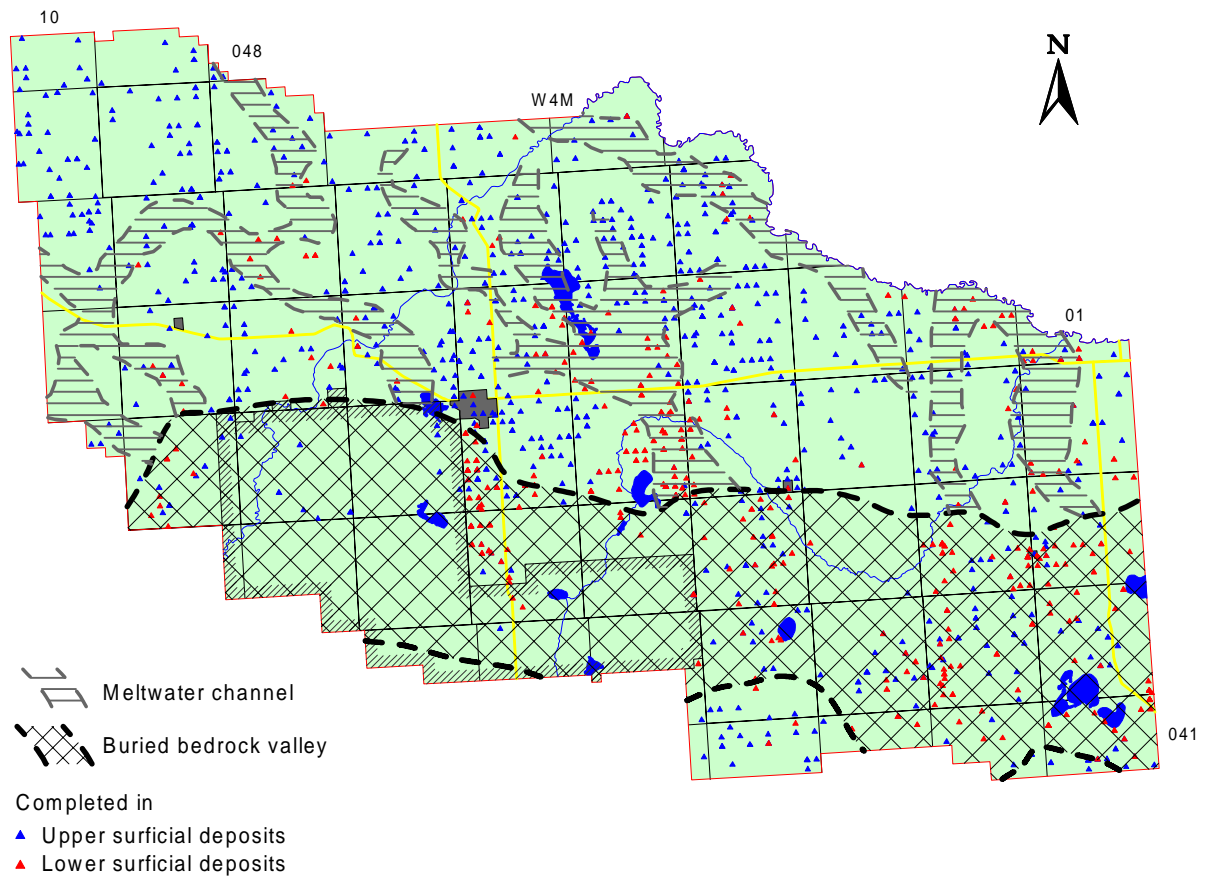 10
048
N
W4M
01
Meltwater channel
Buried bedrock valley
041
Completed in
Upper surficial deposits
Lower surficial deposits